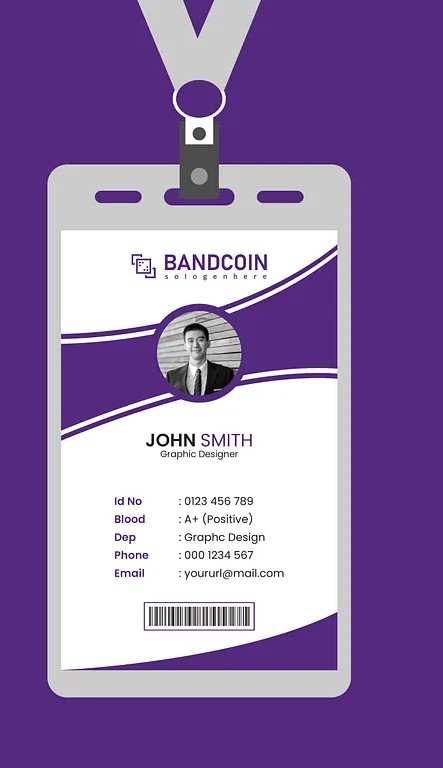 BANDCOIN
sologenhere
JOHN SMITH
Graphic Designer
Id No : 0123 456 789
Blood : A+ (Positive)
Dep : Graphc Design
Phone : 000 1234 567
Email : yoururl@mail.com